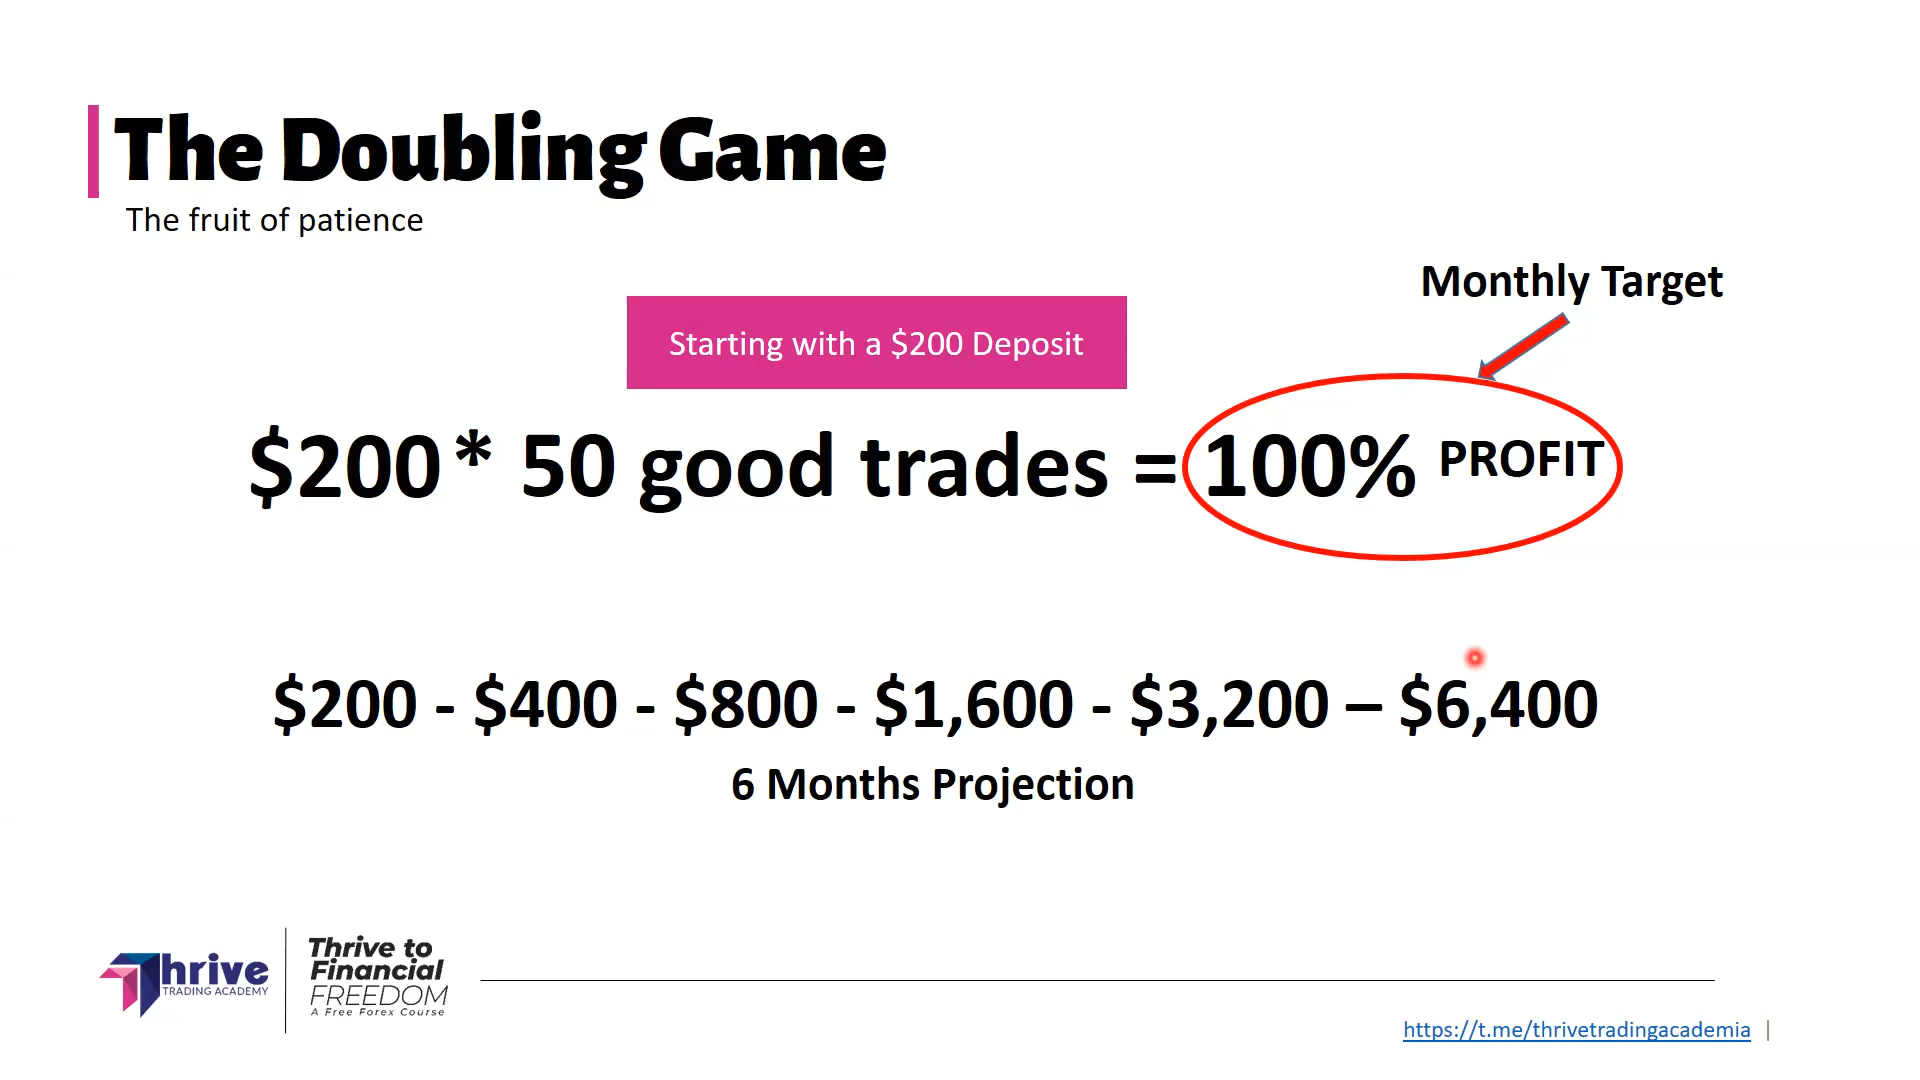 The Doubling Game
The fruit of patience
Monthly Target
Starting with a $200 Deposit
$200 * 50 good trades = 100% PROFIT
$200 - $400 - $800 - $1,600 - $3,200 – $6,400
6 Months Projection
Thrive
TRADING ACADEMY
Thrive to
Financial
FREEDOM
A Free Forex Course
https://t.me/thrivetradingacademia |